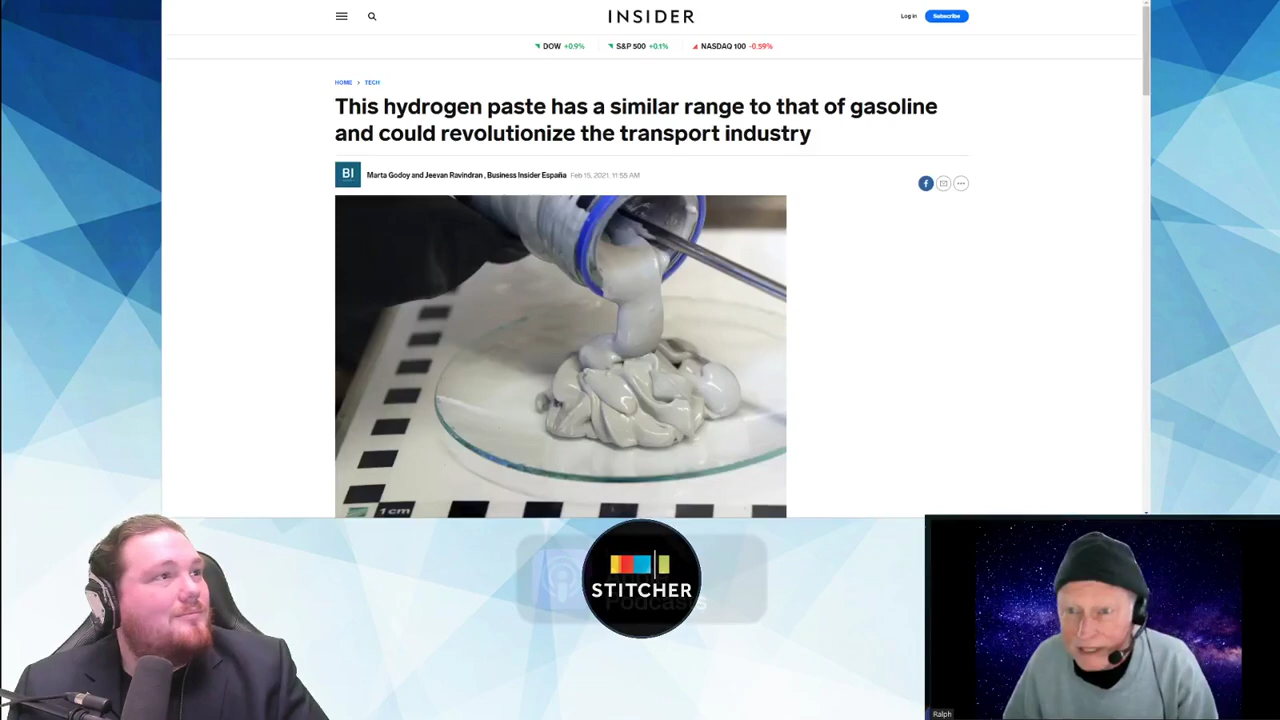 INSIDER
Log in
Subscribe
DOW +0.9%
S&P 500 +0.1%
NASDAQ 100 -0.59%
HOME > TECH
This hydrogen paste has a similar range to that of gasoline
and could revolutionize the transport industry
BI
Marta Godoy and Jeevan Ravindran , Business Insider España Feb 15, 2021, 11:55 AM
f
1cm
STITCHER
Podcasts
Ralph